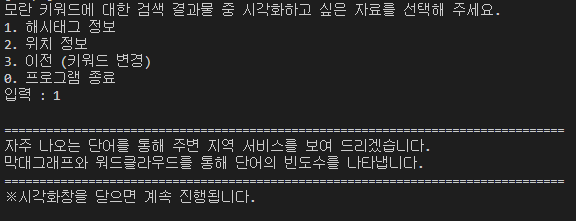 모란 키워드에 대한 검색 결과물 중 시각화하고 싶은 자료를 선택해 주세요.
1. 해시태그 정보
2. 위치 정보
3. 이전 (키워드 변경)
0. 프로그램 종료
입력 : 1
================================================================================
자주 나오는 단어를 통해 주변 지역 서비스를 보여 드리겠습니다.
막대그래프와 워드클라우드를 통해 단어의 빈도수를 나타냅니다.
================================================================================
※시각화창을 닫으면 계속 진행됩니다.